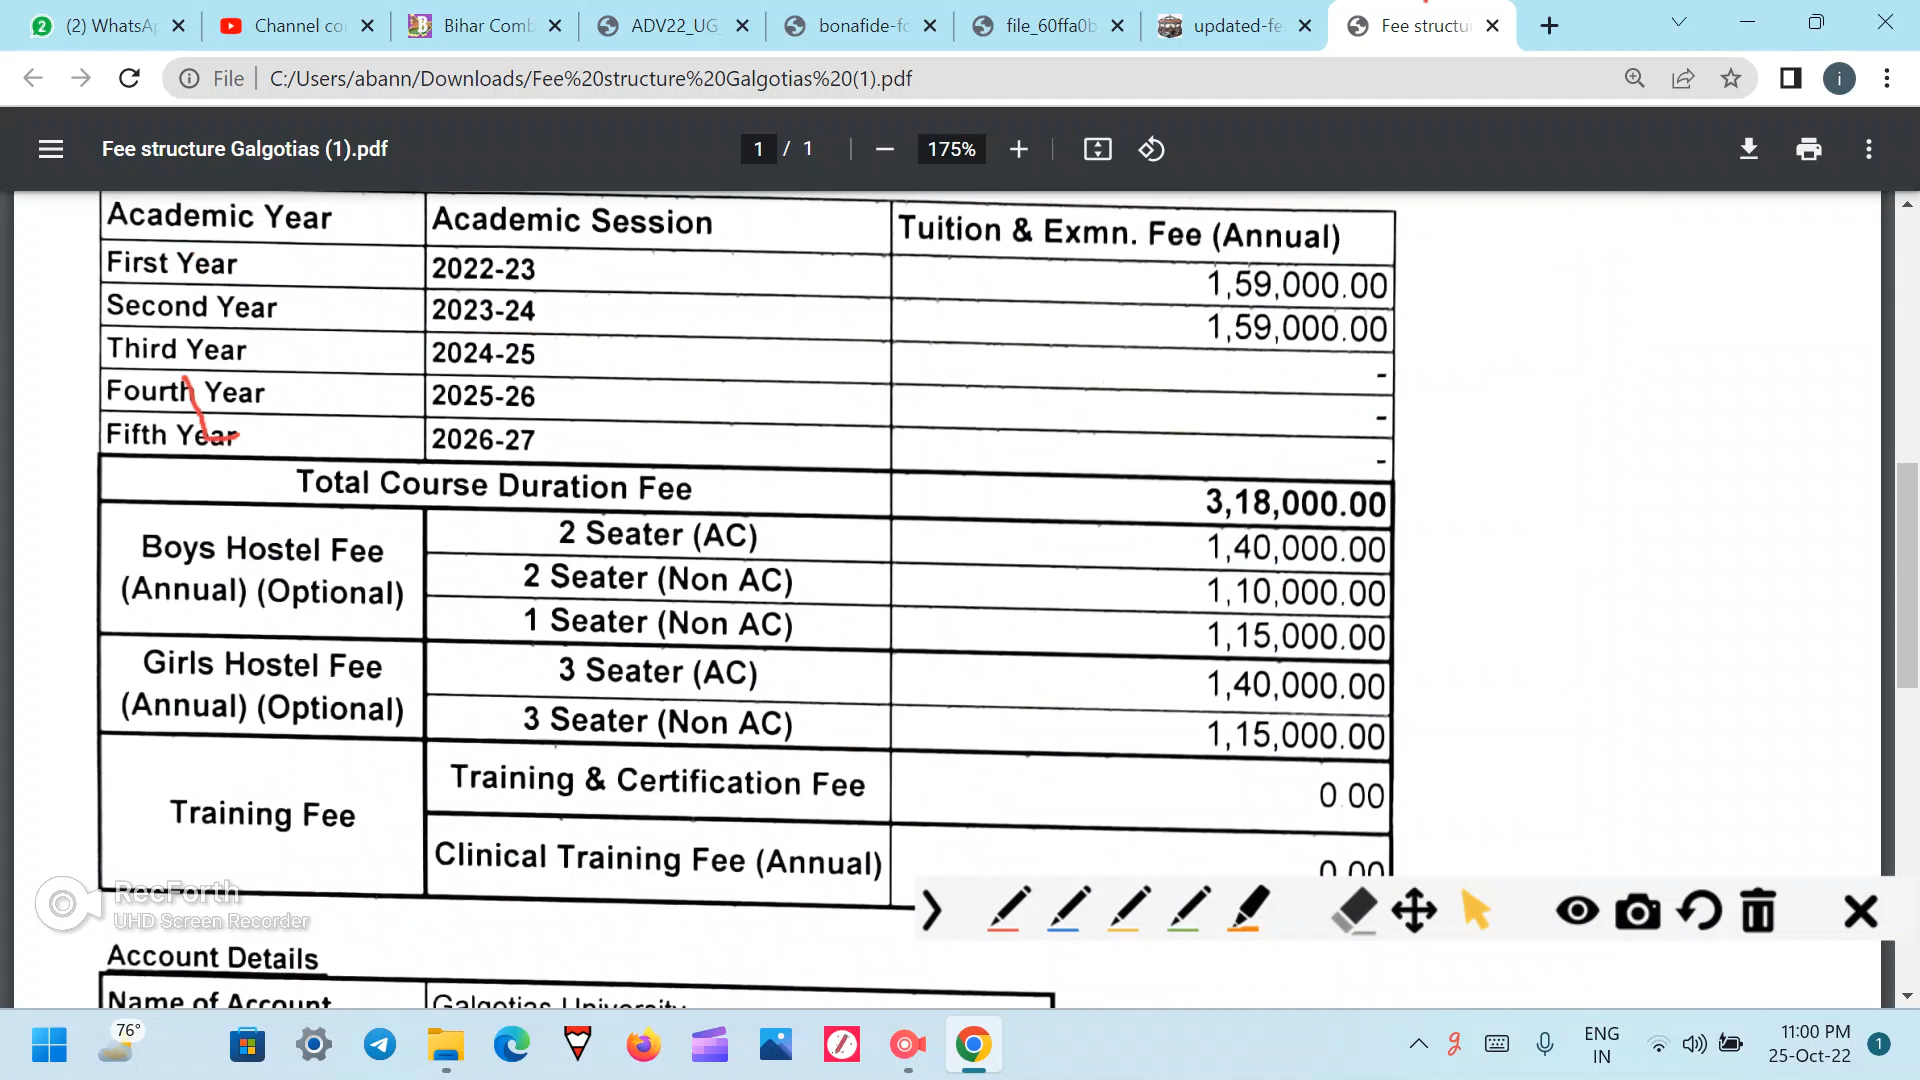 (2) WhatsAp
Channel co
Bihar Comb
ADV22_UG_
bonafide-fo
file_60ffa0b
updated-fe
Fee structu
File
C:/Users/abann/Downloads/Fee%20structure%20Galgotias%20(1).pdf
i
Fee structure Galgotias (1).pdf
1 / 1
175%
Academic Year Academic Session Tuition & Exmn. Fee (Annual)
First Year 2022-23 1,59,000.00
Second Year 2023-24 1,59,000.00
Third Year 2024-25 -
Fourth Year 2025-26 -
Fifth Year 2026-27 -
Total Course Duration Fee 3,18,000.00
Boys Hostel Fee
(Annual) (Optional)
2 Seater (AC) 1,40,000.00
2 Seater (Non AC) 1,10,000.00
1 Seater (Non AC) 1,15,000.00
Girls Hostel Fee
(Annual) (Optional)
3 Seater (AC) 1,40,000.00
3 Seater (Non AC) 1,15,000.00
Training Fee
Training & Certification Fee 0.00
Clinical Training Fee (Annual) 0.00
RecForth
UHD Screen Recorder
Account Details
Name of Account Galgotias University
76°
ENG
IN
11:00 PM
25-Oct-22
1